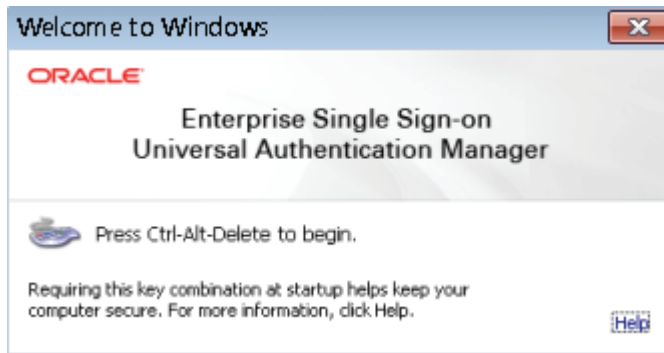 Welcome to Windows
ORACLE
Enterprise Single Sign-on
Universal Authentication Manager
Press Ctrl-Alt-Delete to begin.
Requiring this key combination at startup helps keep your
computer secure. For more information, click Help.
Help